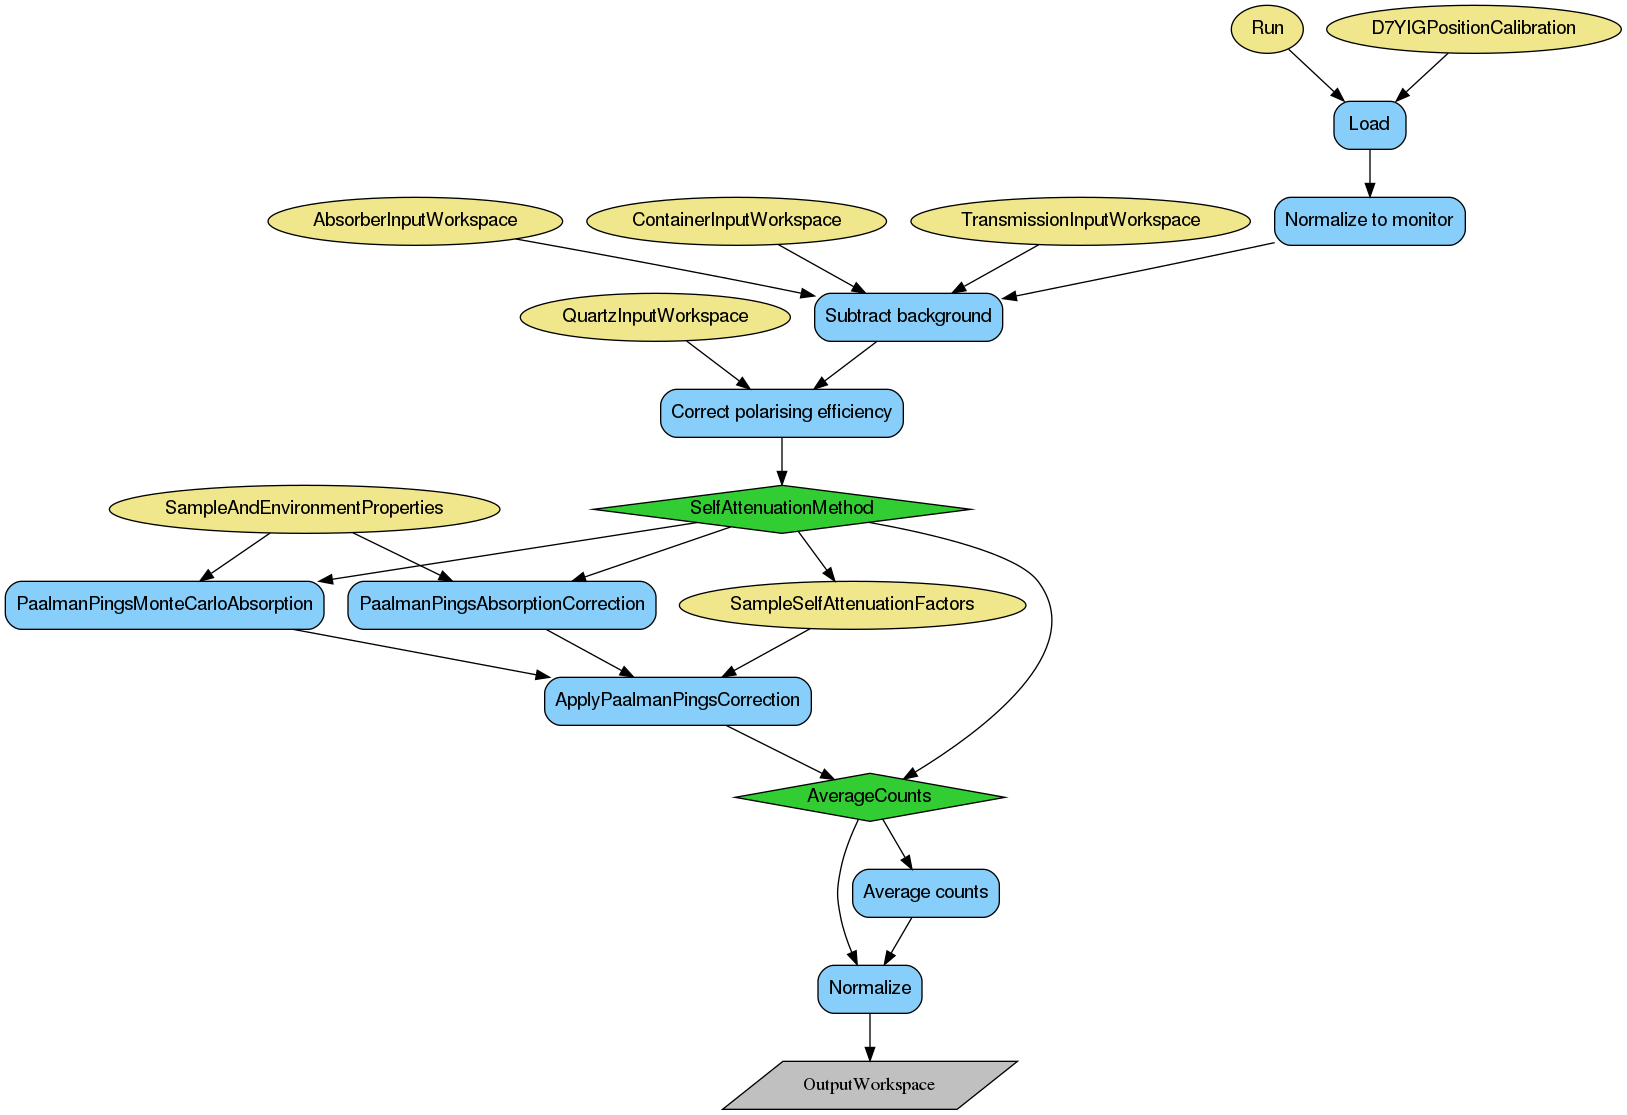 Run
D7YIGPositionCalibration
Load
AbsorberInputWorkspace
ContainerInputWorkspace
TransmissionInputWorkspace
Normalize to monitor
QuartzInputWorkspace
Subtract background
Correct polarising efficiency
SampleAndEnvironmentProperties
SelfAttenuationMethod
PaalmanPingsMonteCarloAbsorption
PaalmanPingsAbsorptionCorrection
SampleSelfAttenuationFactors
ApplyPaalmanPingsCorrection
AverageCounts
Average counts
Normalize
OutputWorkspace